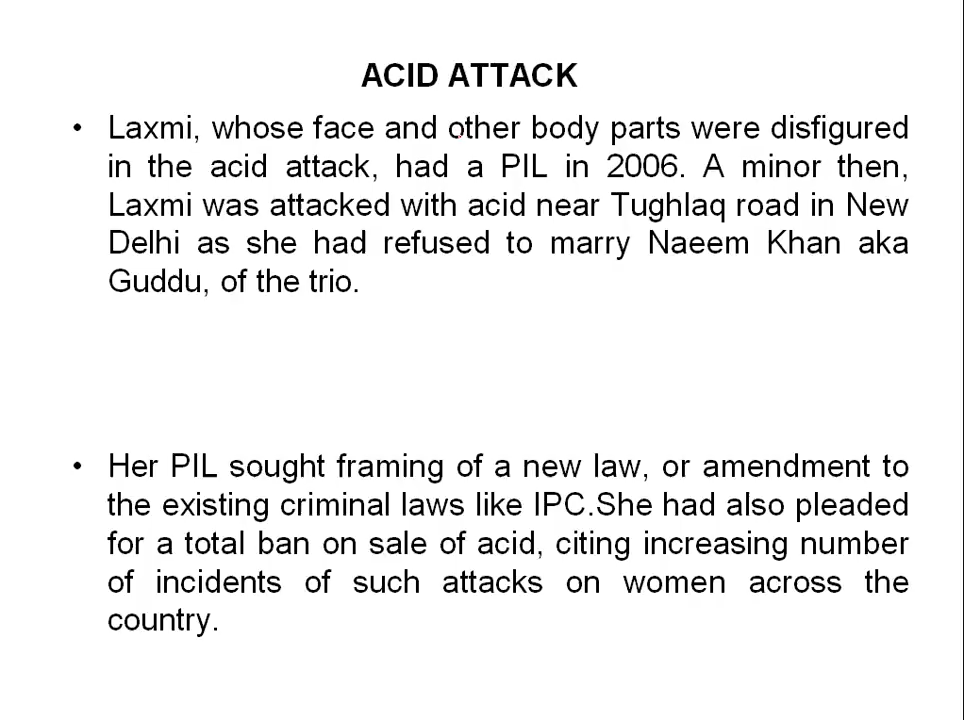 ACID ATTACK
• Laxmi, whose face and other body parts were disfigured
in the acid attack, had a PIL in 2006. A minor then,
Laxmi was attacked with acid near Tughlaq road in New
Delhi as she had refused to marry Naeem Khan aka
Guddu, of the trio.
• Her PIL sought framing of a new law, or amendment to
the existing criminal laws like IPC.She had also pleaded
for a total ban on sale of acid, citing increasing number
of incidents of such attacks on women across the
country.